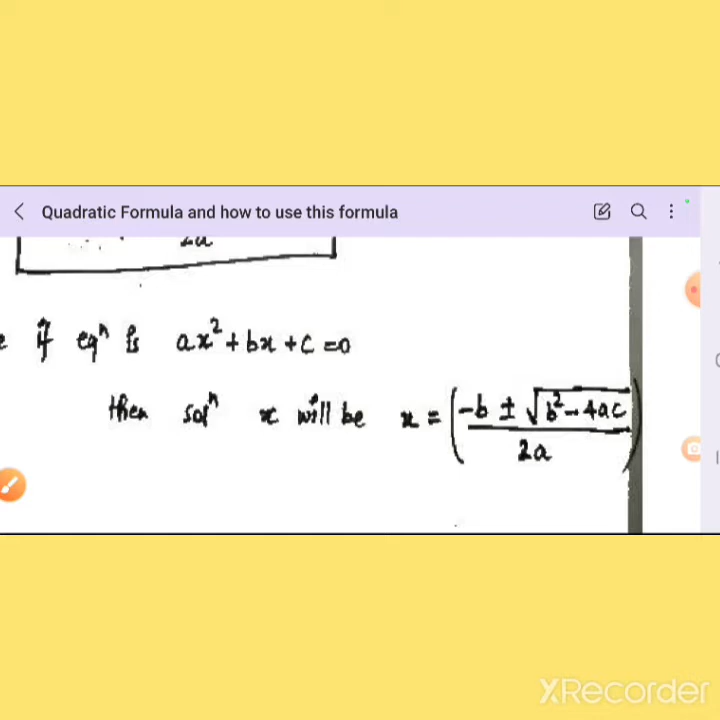 Quadratic Formula and how to use this formula
2a
if eqⁿ is ax² + bx + c = 0
then solⁿ x will be x = (-b ± √b² - 4ac / 2a)
XRecorder